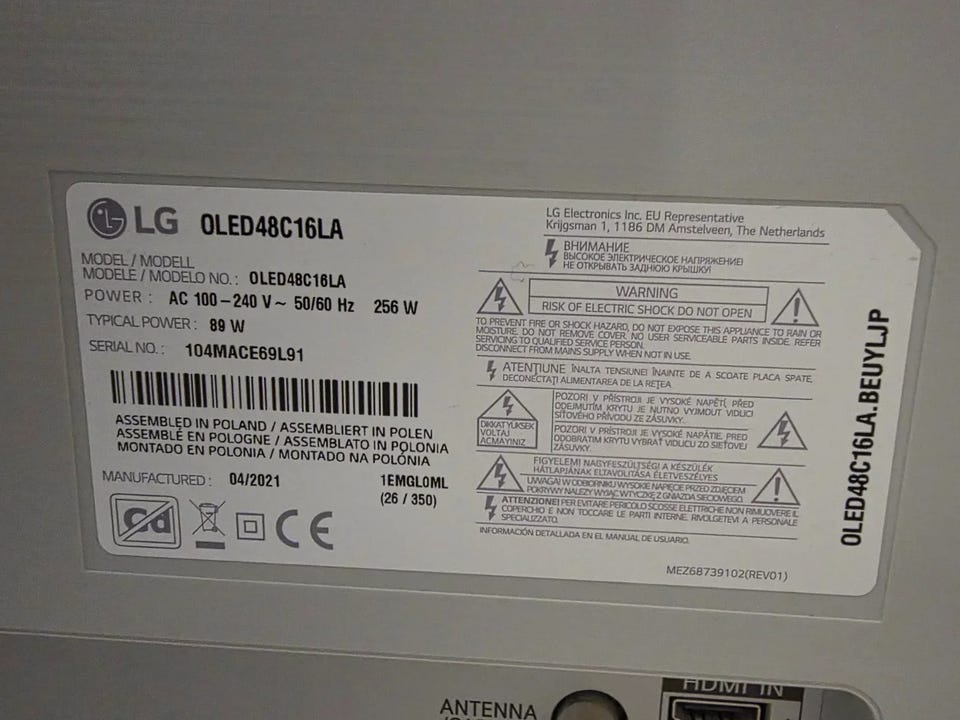 LG OLED48C16LA
MODEL / MODELL
MODÈLE / MODELO NO. : OLED48C16LA
POWER : AC 100–240 V~ 50/60 Hz 256 W
TYPICAL POWER : 89 W
SERIAL NO. : 104MACE69L91
ASSEMBLED IN POLAND / ASSEMBLIERT IN POLEN
ASSEMBLÉ EN POLOGNE / ASSEMBLATO IN POLONIA
MONTADO EN POLONIA / MONTADO NA POLÓNIA
MANUFACTURED : 04/2021 1EMGL0ML
(26 / 350)
Cd
CE
LG Electronics Inc. EU Representative
Krijgsman 1, 1186 DM Amstelveen, The Netherlands
ВНИМАНИЕ
ВЫСОКОЕ ЭЛЕКТРИЧЕСКОЕ НАПРЯЖЕНИЕ!
НЕ ОТКРЫВАТЬ ЗАДНЮЮ КРЫШКУ!
WARNING
RISK OF ELECTRIC SHOCK DO NOT OPEN
TO PREVENT FIRE OR SHOCK HAZARD, DO NOT EXPOSE THIS APPLIANCE TO RAIN OR
MOISTURE. DO NOT REMOVE COVER. NO USER SERVICEABLE PARTS INSIDE. REFER
SERVICING TO QUALIFIED SERVICE PERSON.
DISCONNECT FROM MAINS SUPPLY WHEN NOT IN USE.
ATENȚIUNE ÎNALTA TENSIUNE! ÎNAINTE DE A SCOATE PLACA SPATE,
DECONECTAȚI ALIMENTAREA DE LA REȚEA
DIKKAT YUKSEK
VOLTAJ
ACMAYINIZ
POZOR! V PŘÍSTROJI JE VYSOKÉ NAPĚTÍ, PŘED
ODEJMUTÍM KRYTU JE NUTNO VYJMOUT VIDLICI
SÍŤOVÉHO PŘÍVODU ZE ZÁSUVKY.
POZOR! V PRÍSTROJI JE VYSOKÉ NAPÄTIE. PRED
ODOBRATIM KRYTU VYBRAŤ VIDLICU ZO SIEŤOVEJ
ZÁSUVKY.
FIGYELEM! NAGYFESZÜLTSÉG! A KÉSZÜLÉK
HÁTLAPJÁNAK ELTÁVOLÍTÁSA ÉLETVESZÉLYES
UWAGA! W ODBIORNIKU WYSOKIE NAPIĘCIE PRZED ZDJĘCIEM
POKRYWY NALEŻY WYJĄĆ WTYCZKĘ Z GNIAZDA SIECIOWEGO
ATTENZIONE! PER EVITARE PERICOLO SCOSSE ELETTRICHE NON RIMUOVERE IL
COPERCHIO E NON TOCCARE LE PARTI INTERNE. RIVOLGETEVI A PERSONALE
SPECIALIZZATO.
INFORMACIÓN DETALLADA EN EL MANUAL DE USUARIO.
MEZ68739102(REV01)
OLED48C16LA.BEUYLJP
ANTENNA
HDMI IN